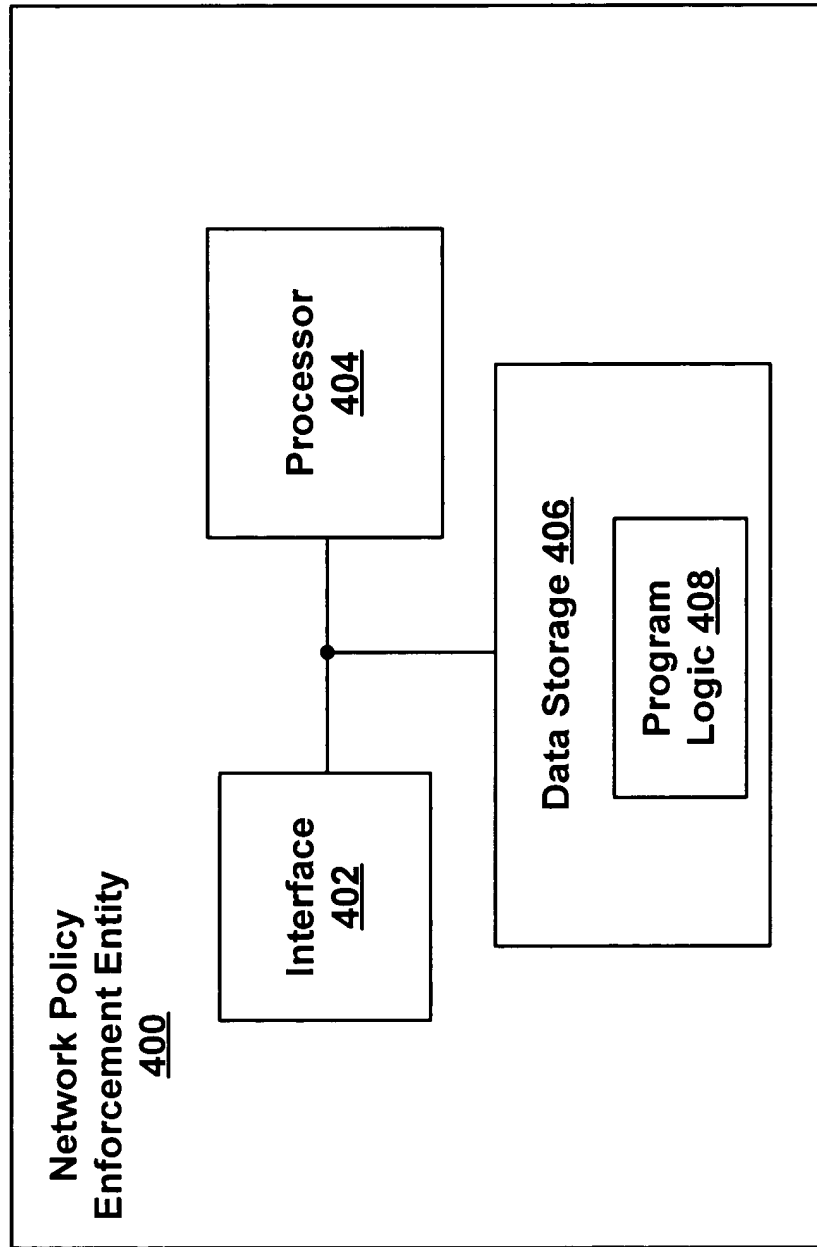 Network Policy
Enforcement Entity
400
Interface
402
Processor
404
Data Storage 406
Program
Logic 408